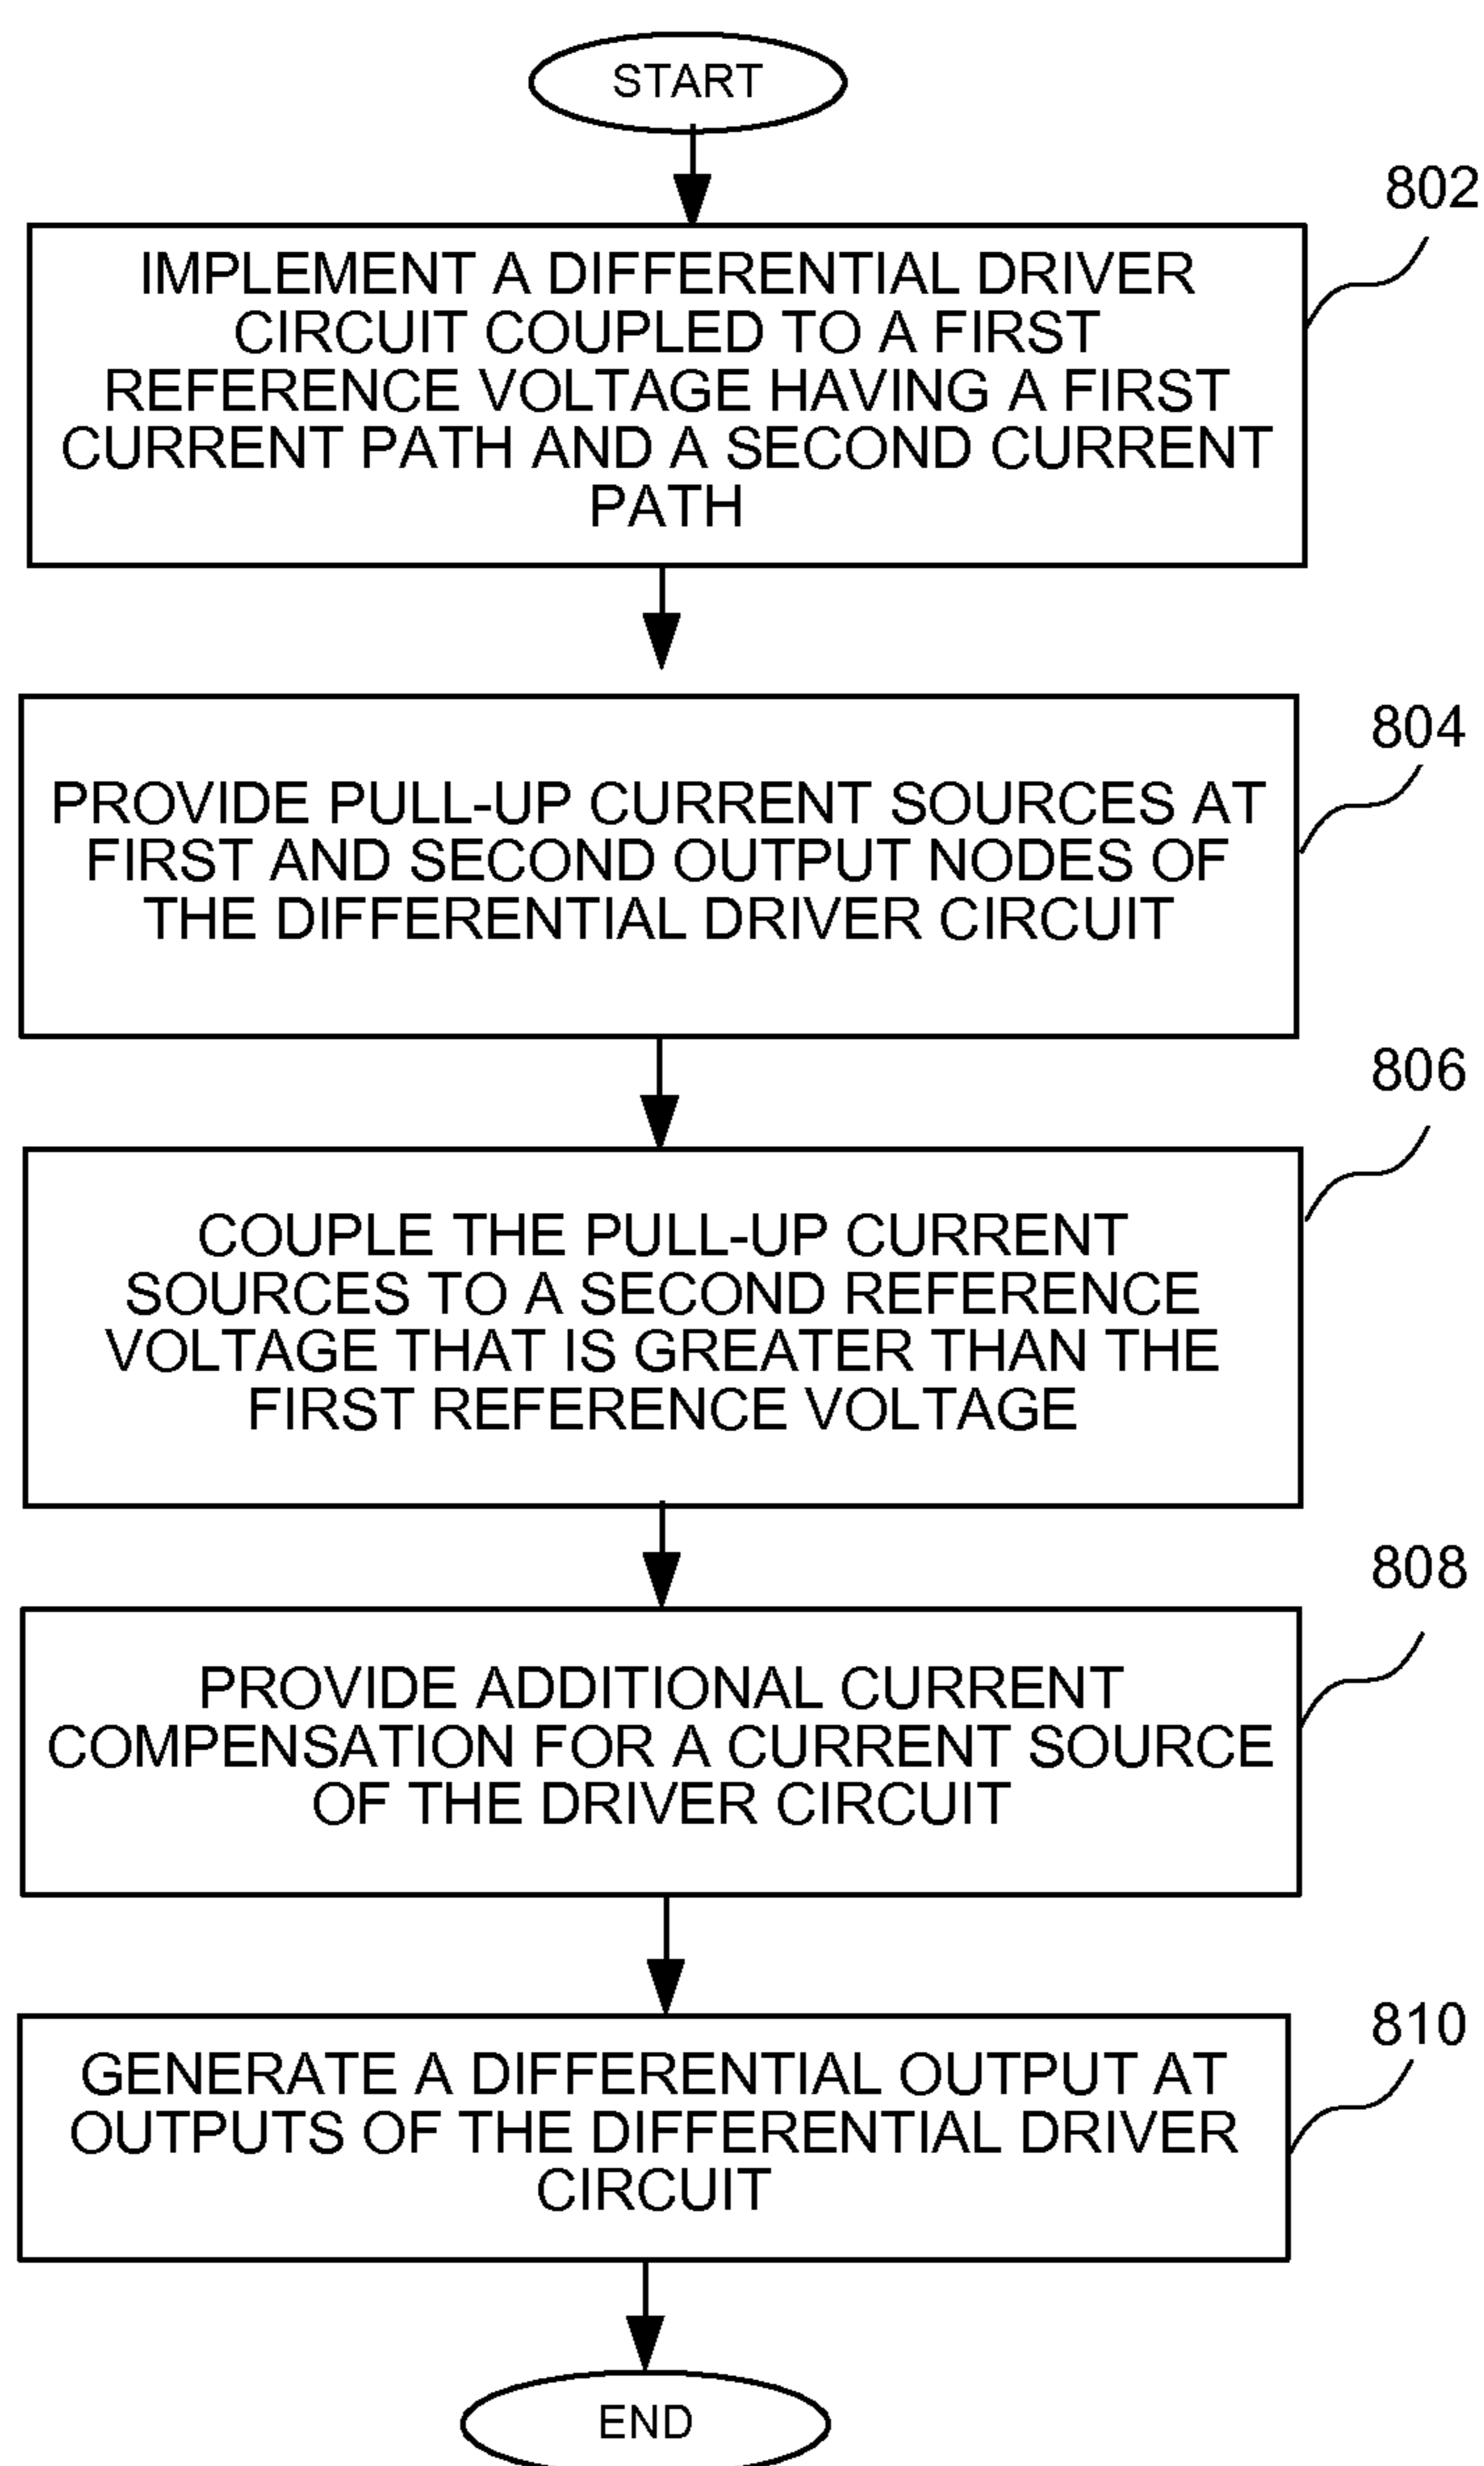 START
802
IMPLEMENT A DIFFERENTIAL DRIVER
CIRCUIT COUPLED TO A FIRST
REFERENCE VOLTAGE HAVING A FIRST
CURRENT PATH AND A SECOND CURRENT
PATH
804
PROVIDE PULL-UP CURRENT SOURCES AT
FIRST AND SECOND OUTPUT NODES OF
THE DIFFERENTIAL DRIVER CIRCUIT
806
COUPLE THE PULL-UP CURRENT
SOURCES TO A SECOND REFERENCE
VOLTAGE THAT IS GREATER THAN THE
FIRST REFERENCE VOLTAGE
808
PROVIDE ADDITIONAL CURRENT
COMPENSATION FOR A CURRENT SOURCE
OF THE DRIVER CIRCUIT
810
GENERATE A DIFFERENTIAL OUTPUT AT
OUTPUTS OF THE DIFFERENTIAL DRIVER
CIRCUIT
END